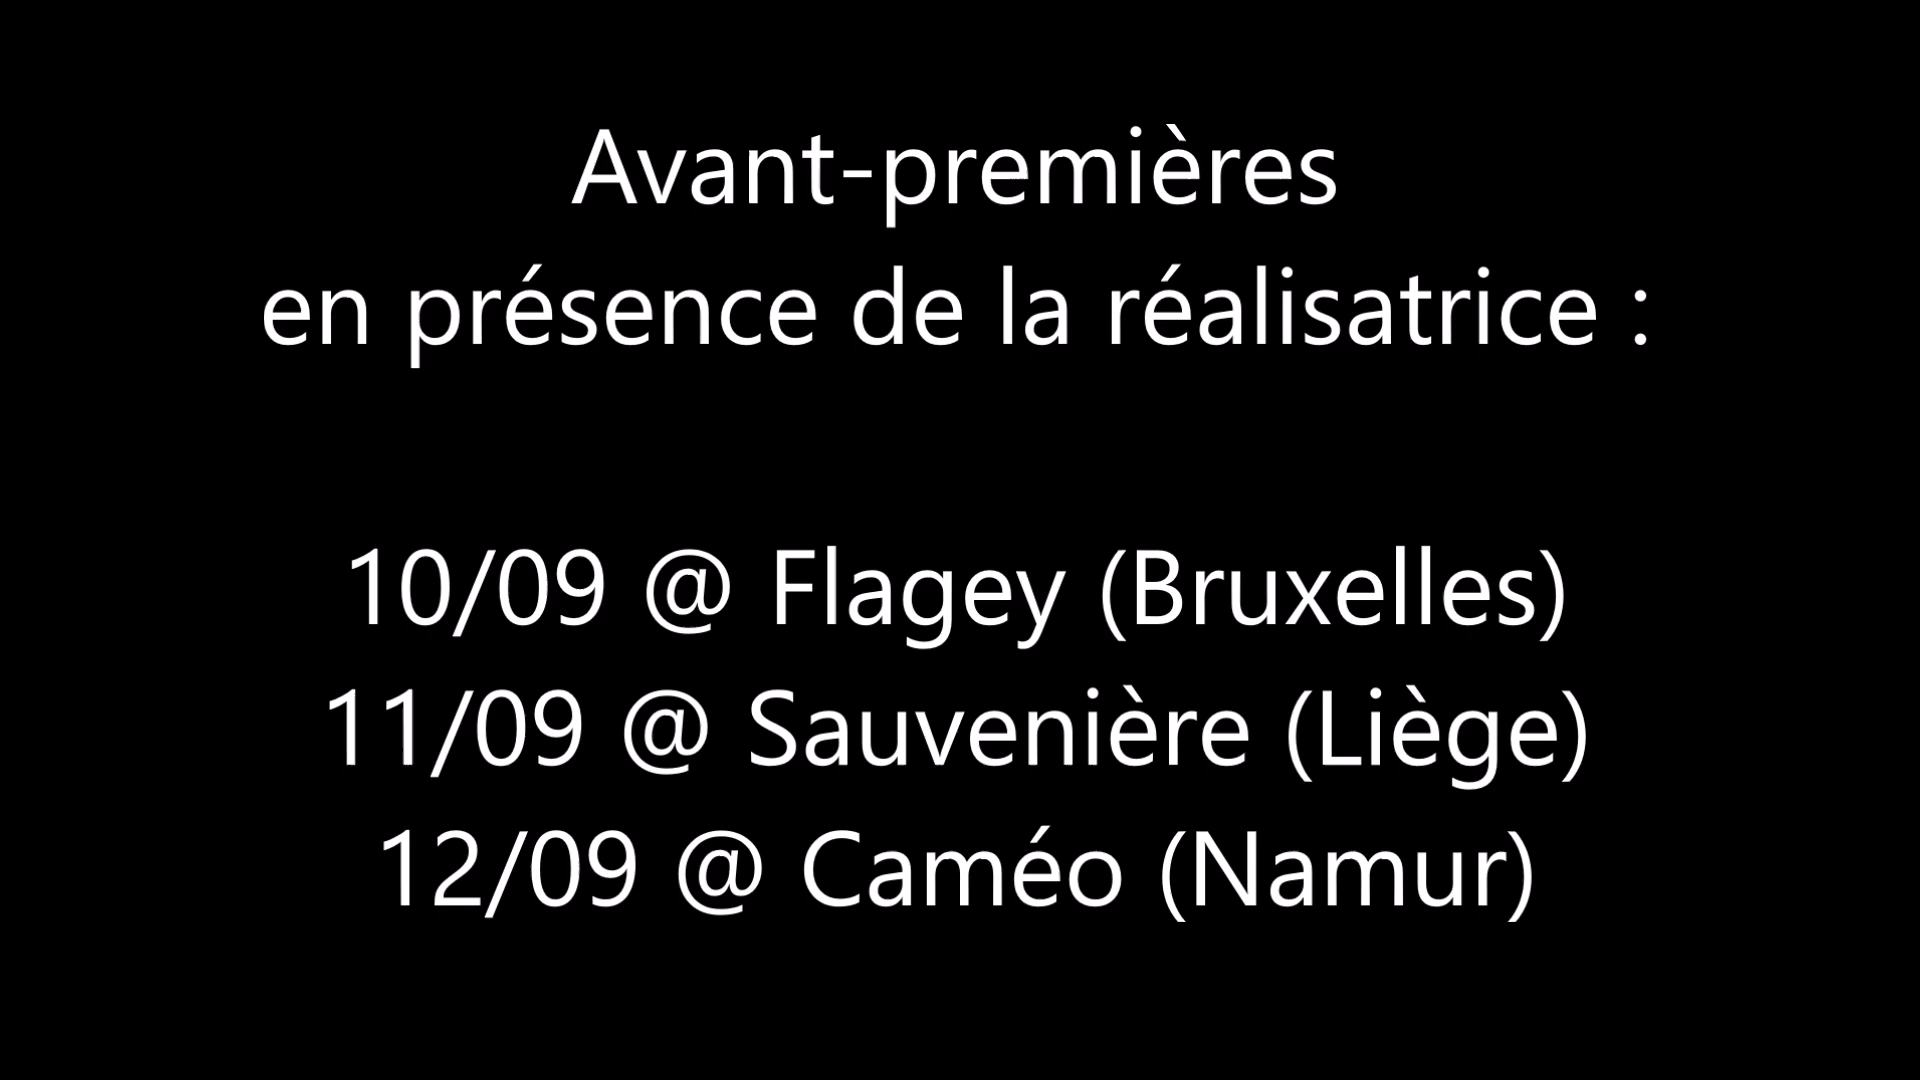 Avant-premières
en présence de la réalisatrice :
10/09 @ Flagey (Bruxelles)
11/09 @ Sauvenière (Liège)
12/09 @ Caméo (Namur)